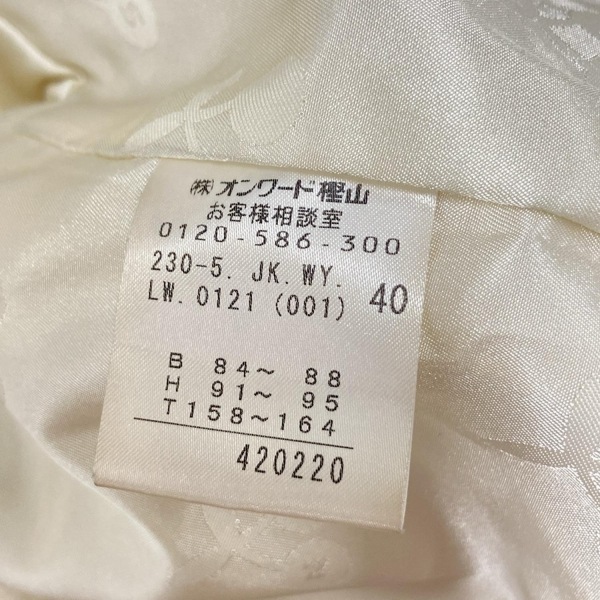 (株)オンワード樫山
お客様相談室
0120-586-300
230-5. JK.WY.
LW.0121 (001) 40
B 84～ 88
H 91～ 95
T158～164
420220